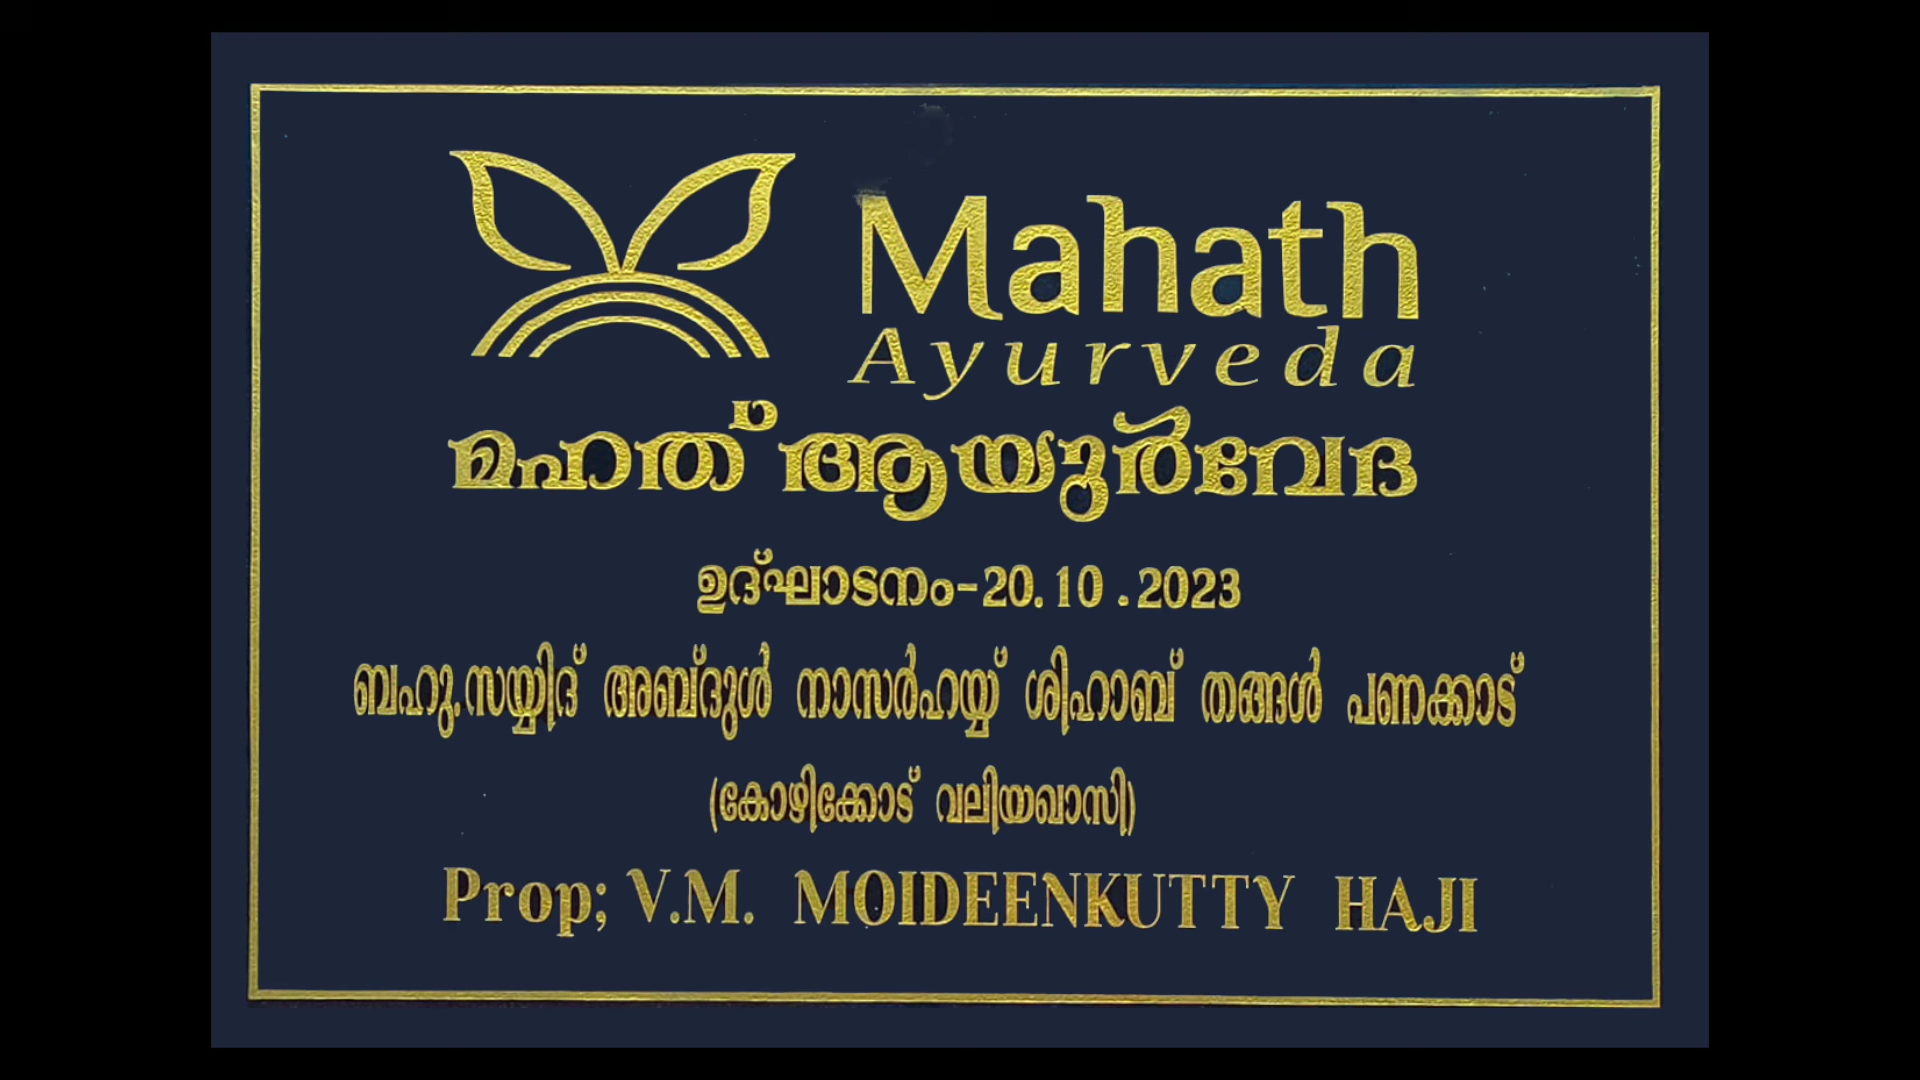 Mahath
Ayurveda
മഹത് ആയുർവേദ
ഉദ്ഘാടനം-20.10.2023
ബഹു.സയ്യിദ് അബ്ദുൾ നാസർഹയ്യ് ശിഹാബ് തങ്ങൾ പണക്കാട്
(കോഴിക്കോട് വലിയഖാസി)
Prop; V.M. MOIDEENKUTTY HAJI